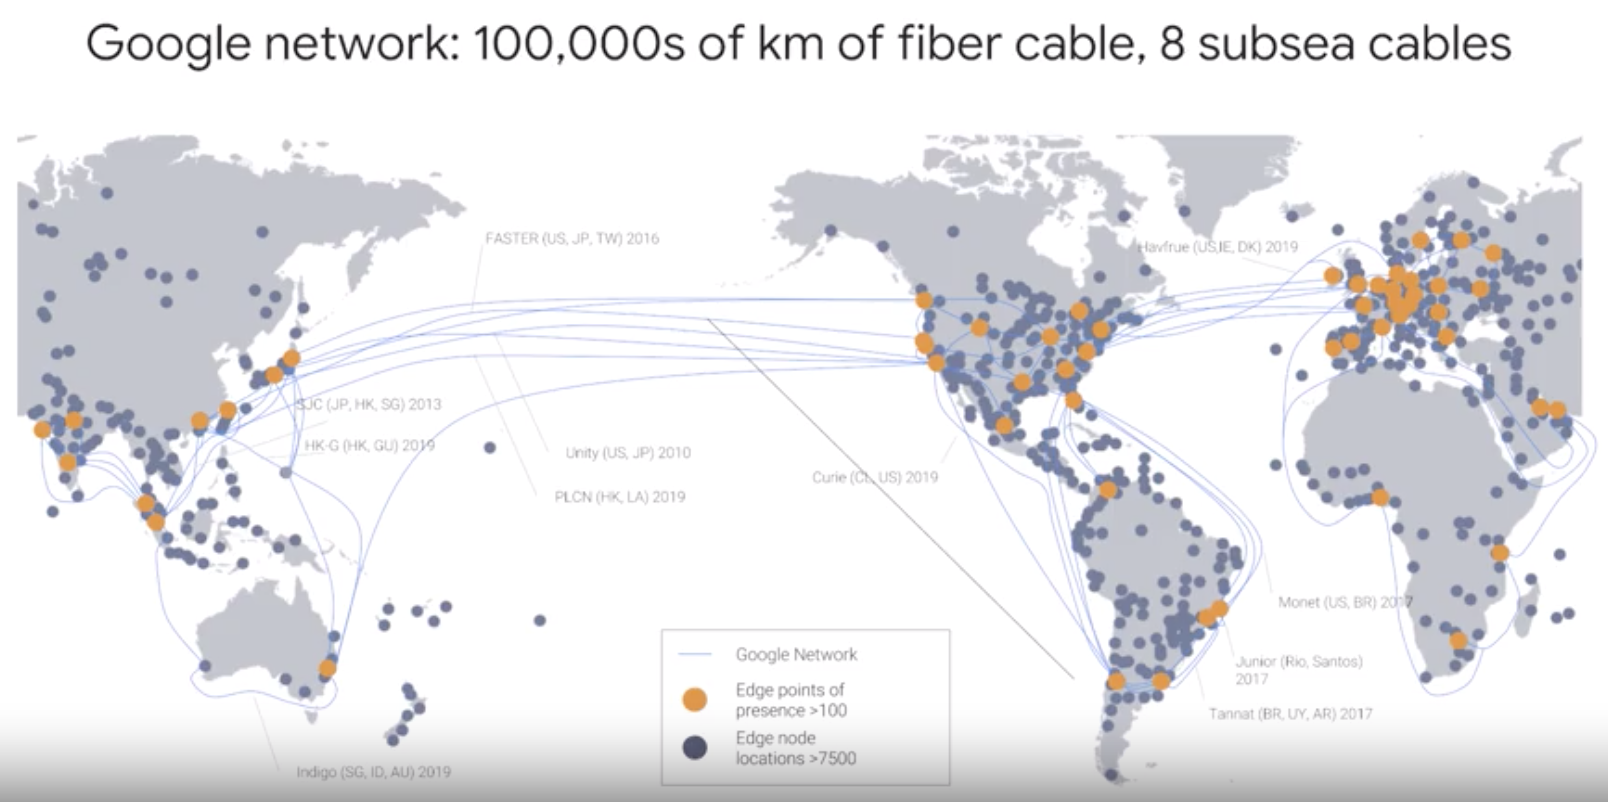 Google network: 100,000s of km of fiber cable, 8 subsea cables
FASTER (US, JP, TW) 2016
Havfrue (US,IE, DK) 2019
SJC (JP, HK, SG) 2013
HK-G (HK, GU) 2019
Unity (US, JP) 2010
PLCN (HK, LA) 2019
Curie (CL, US) 2019
Monet (US, BR) 2017
Junior (Rio, Santos)
2017
Tannat (BR, UY, AR) 2017
Indigo (SG, ID, AU) 2019
Google Network
Edge points of
presence >100
Edge node
locations >7500